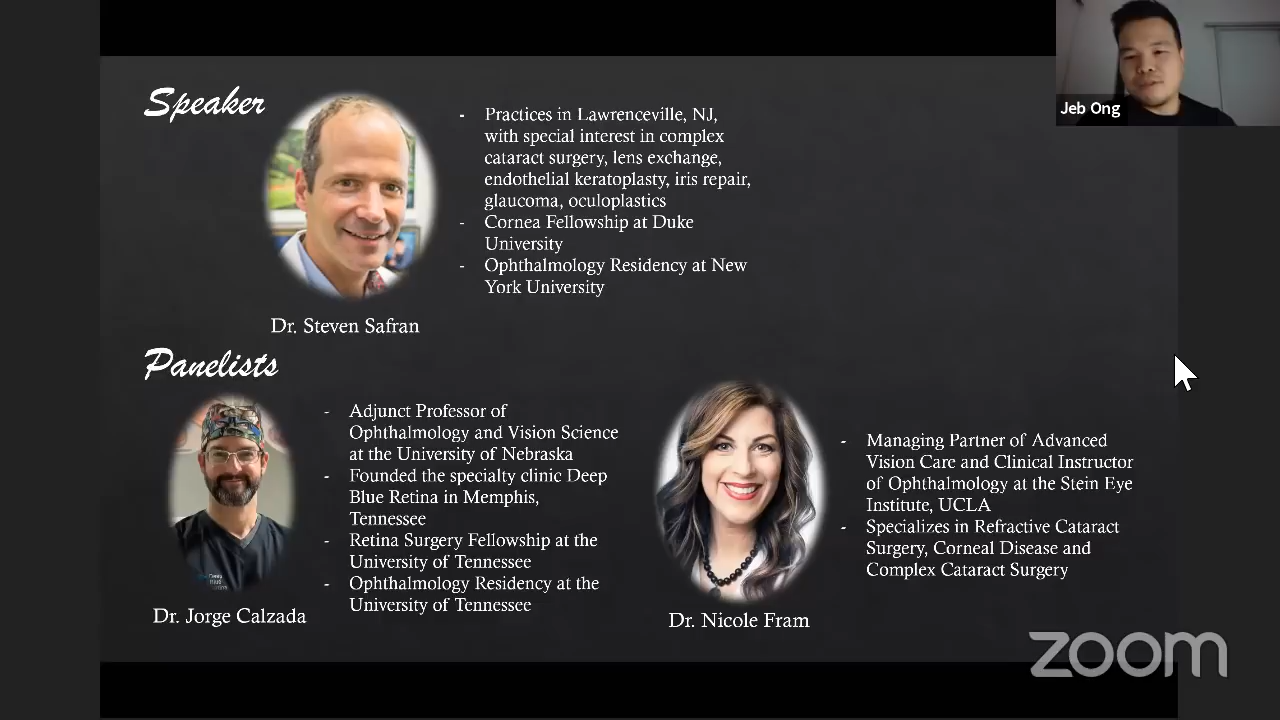 Jeb Ong
Speaker
- Practices in Lawrenceville, NJ,
with special interest in complex
cataract surgery, lens exchange,
endothelial keratoplasty, iris repair,
glaucoma, oculoplastics
- Cornea Fellowship at Duke
University
- Ophthalmology Residency at New
York University
Dr. Steven Safran
Panelists
- Adjunct Professor of
Ophthalmology and Vision Science
at the University of Nebraska
- Founded the specialty clinic Deep
Blue Retina in Memphis,
Tennessee
- Retina Surgery Fellowship at the
University of Tennessee
- Ophthalmology Residency at the
University of Tennessee
Dr. Jorge Calzada
- Managing Partner of Advanced
Vision Care and Clinical Instructor
of Ophthalmology at the Stein Eye
Institute, UCLA
- Specializes in Refractive Cataract
Surgery, Corneal Disease and
Complex Cataract Surgery
Dr. Nicole Fram
zoom